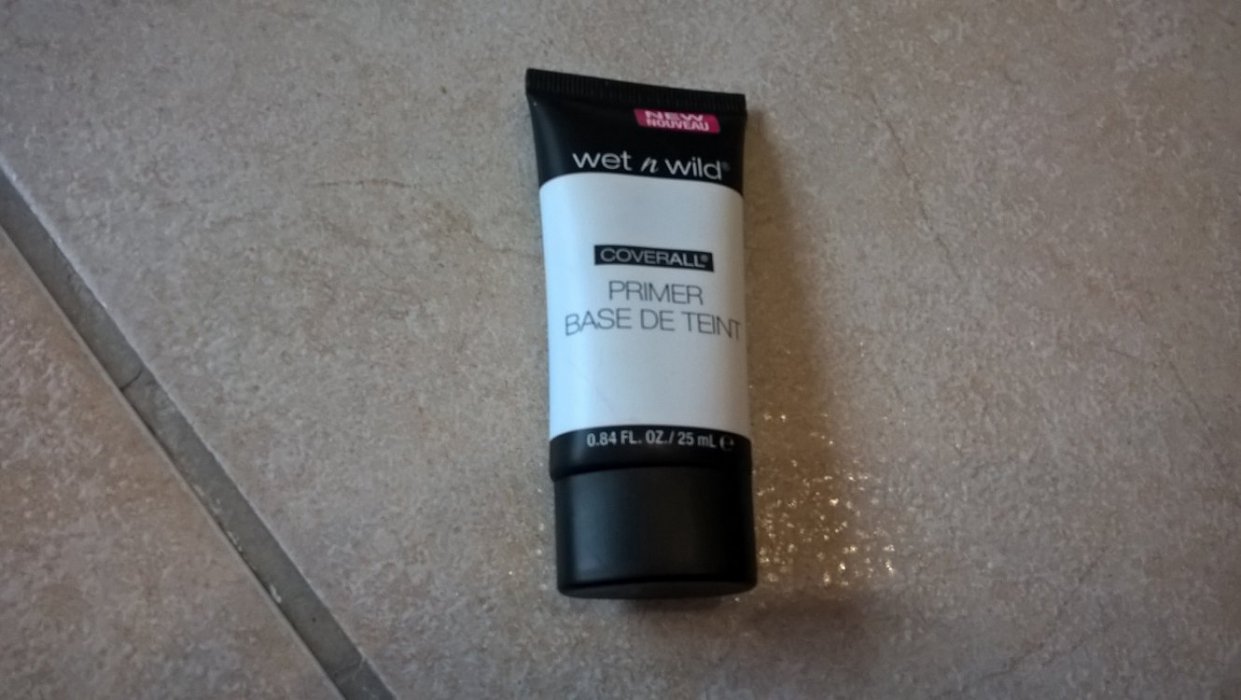 NEW
NOUVEAU
wet n wild®
COVERALL®
PRIMER
BASE DE TEINT
0.84 FL. OZ./ 25 mL ℮